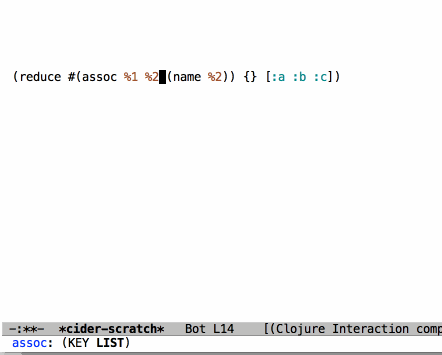 (reduce #(assoc %1 %2 (name %2)) {} [:a :b :c])
-:**- *cider-scratch* Bot L14 [(Clojure Interaction comp
assoc: (KEY LIST)